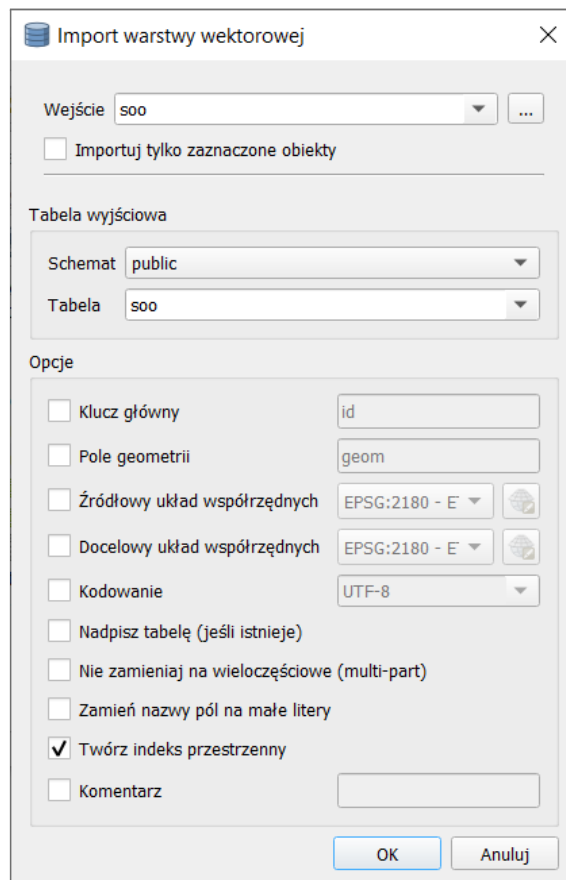 Import warstwy wektorowej
Wejście soo ...
Importuj tylko zaznaczone obiekty
Tabela wyjściowa
Schemat public
Tabela soo
Opcje
Klucz główny id
Pole geometrii geom
Źródłowy układ współrzędnych EPSG:2180 - E
Docelowy układ współrzędnych EPSG:2180 - E
Kodowanie UTF-8
Nadpisz tabelę (jeśli istnieje)
Nie zamieniaj na wieloczęściowe (multi-part)
Zamień nazwy pól na małe litery
Twórz indeks przestrzenny
Komentarz
OK Anuluj